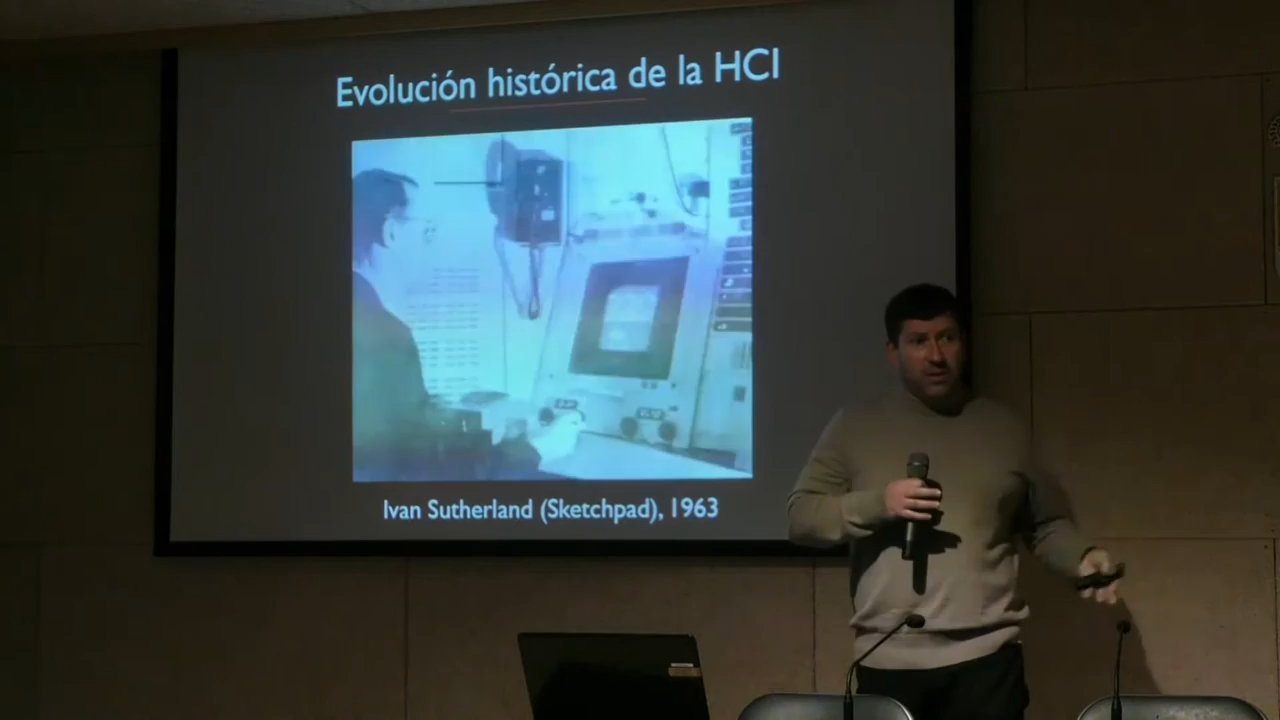 Evolución histórica de la HCI
Ivan Sutherland (Sketchpad), 1963